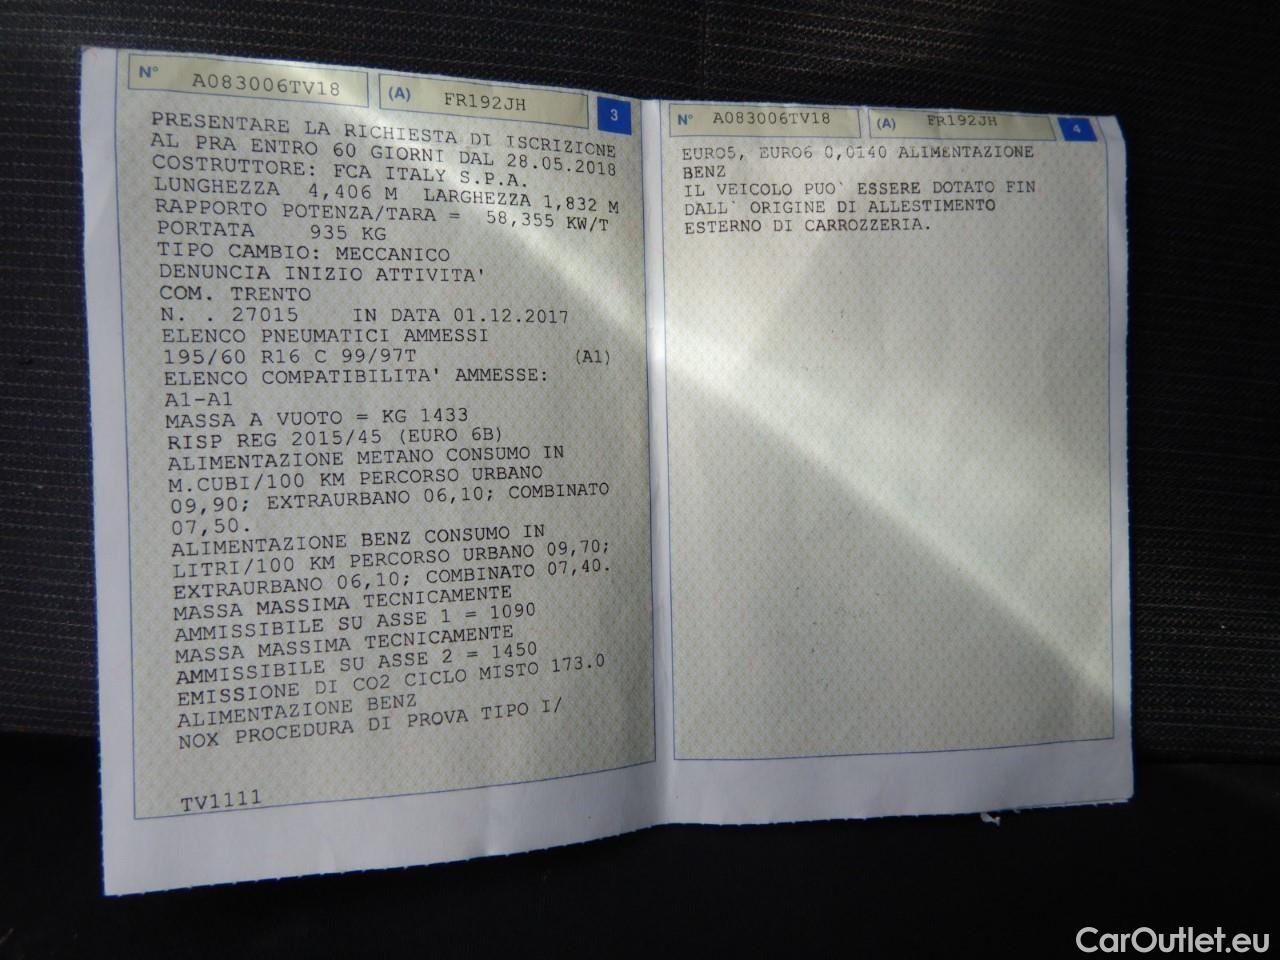 N° A083006TV18 (A) FR192JH 3
PRESENTARE LA RICHIESTA DI ISCRIZIONE
AL PRA ENTRO 60 GIORNI DAL 28.05.2018
COSTRUTTORE: FCA ITALY S.P.A.
LUNGHEZZA 4,406 M LARGHEZZA 1,832 M
RAPPORTO POTENZA/TARA = 58,355 KW/T
PORTATA 935 KG
TIPO CAMBIO: MECCANICO
DENUNCIA INIZIO ATTIVITA'
COM. TRENTO
N. . 27015 IN DATA 01.12.2017
ELENCO PNEUMATICI AMMESSI
195/60 R16 C 99/97T (A1)
ELENCO COMPATIBILITA' AMMESSE:
A1-A1
MASSA A VUOTO = KG 1433
RISP REG 2015/45 (EURO 6B)
ALIMENTAZIONE METANO CONSUMO IN
M.CUBI/100 KM PERCORSO URBANO
09,90; EXTRAURBANO 06,10; COMBINATO
07,50.
ALIMENTAZIONE BENZ CONSUMO IN
LITRI/100 KM PERCORSO URBANO 09,70;
EXTRAURBANO 06,10; COMBINATO 07,40.
MASSA MASSIMA TECNICAMENTE
AMMISSIBILE SU ASSE 1 = 1090
MASSA MASSIMA TECNICAMENTE
AMMISSIBILE SU ASSE 2 = 1450
EMISSIONE DI CO2 CICLO MISTO 173.0
ALIMENTAZIONE BENZ
NOX PROCEDURA DI PROVA TIPO I/
TV1111
N° A083006TV18 (A) FR192JH 4
EURO5, EURO6 0,0140 ALIMENTAZIONE
BENZ
IL VEICOLO PUO` ESSERE DOTATO FIN
DALL` ORIGINE DI ALLESTIMENTO
ESTERNO DI CARROZZERIA.
CarOutlet.eu